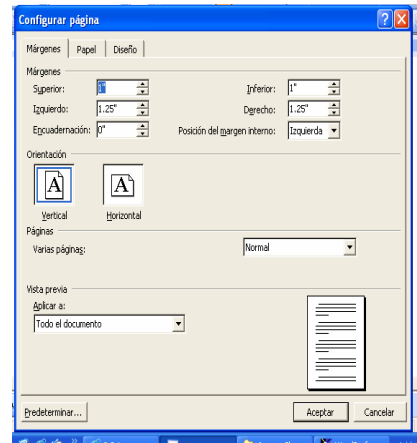 Configurar página
Márgenes Papel Diseño
Márgenes
Superior: 1" Inferior: 1"
Izquierdo: 1.25" Derecho: 1.25"
Encuadernación: 0" Posición del margen interno: Izquierda
Orientación
A A
Vertical Horizontal
Páginas
Varias páginas: Normal
Vista previa
Aplicar a:
Todo el documento
Predeterminar... Aceptar Cancelar